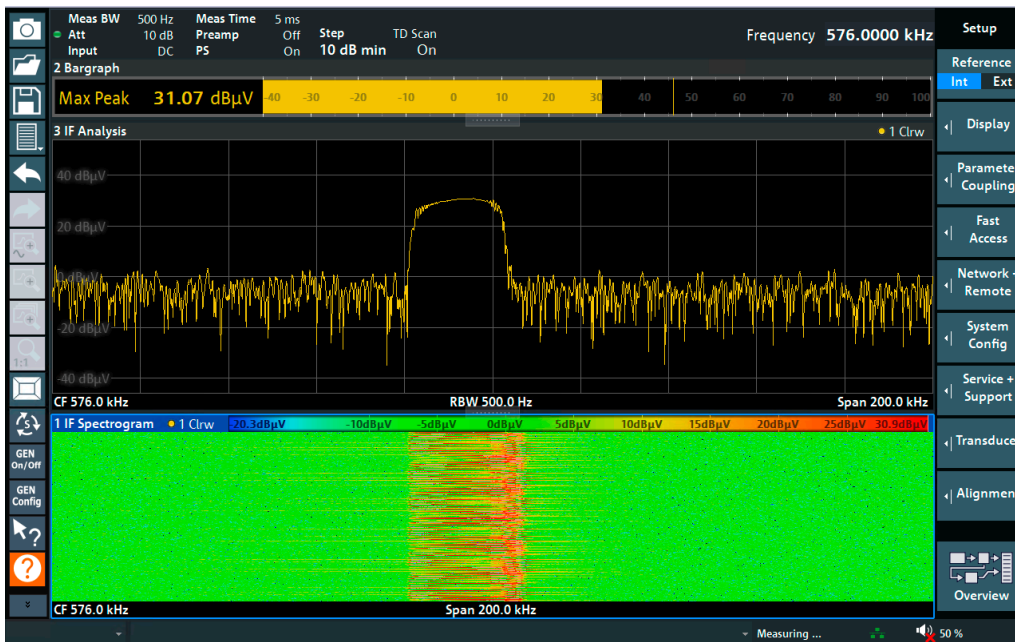 Meas BW 500 Hz Meas Time 5 ms
Att 10 dB Preamp Off Step TD Scan
Input DC PS On 10 dB min On
Frequency 576.0000 kHz
2 Bargraph
Max Peak 31.07 dBµV -40 -30 -20 -10 0 10 20 30 40 50 60 70 80 90 100
3 IF Analysis 1 Clrw
40 dBµV
20 dBµV
0 dBµV
-20 dBµV
-40 dBµV
CF 576.0 kHz RBW 500.0 Hz Span 200.0 kHz
1 IF Spectrogram 1 Clrw -20.3dBµV -10dBµV -5dBµV 0dBµV 5dBµV 10dBµV 15dBµV 20dBµV 25dBµV 30.9dBµV
CF 576.0 kHz Span 200.0 kHz
Measuring ... 50 %
1:1
S
GEN
On/Off
GEN
Config
?
?
Setup
Reference
Int Ext
Display
Paramete
Coupling
Fast
Access
Network -
Remote
System
Config
Service +
Support
Transduce
Alignmen
Overview